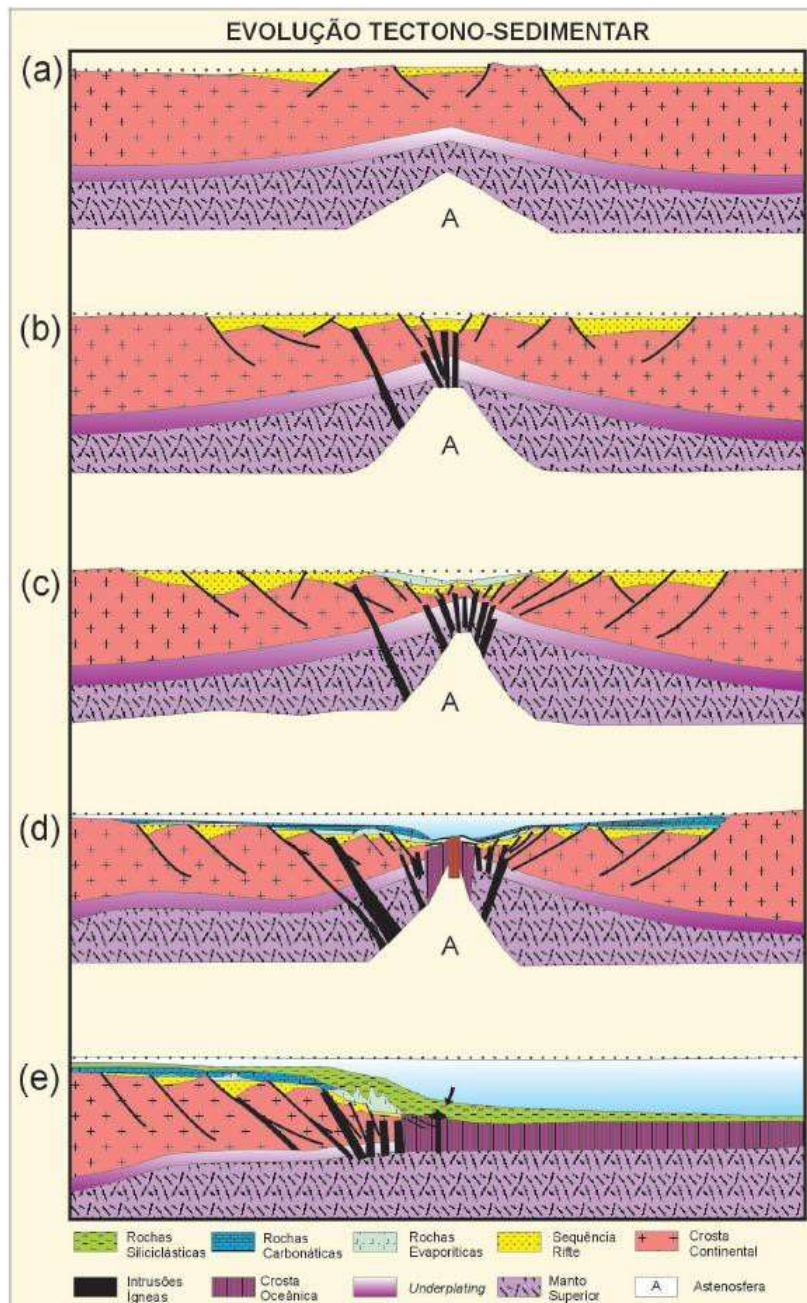 EVOLUÇÃO TECTONO-SEDIMENTAR
(a)
A
(b)
A
(c)
A
(d)
A
(e)
Rochas Siliciclásticas
Rochas Carbonáticas
Rochas Evaporíticas
Sequência Rifte
Crosta Continental
Intrusões Ígneas
Crosta Oceânica
Underplating
Manto Superior
A
Astenosfera